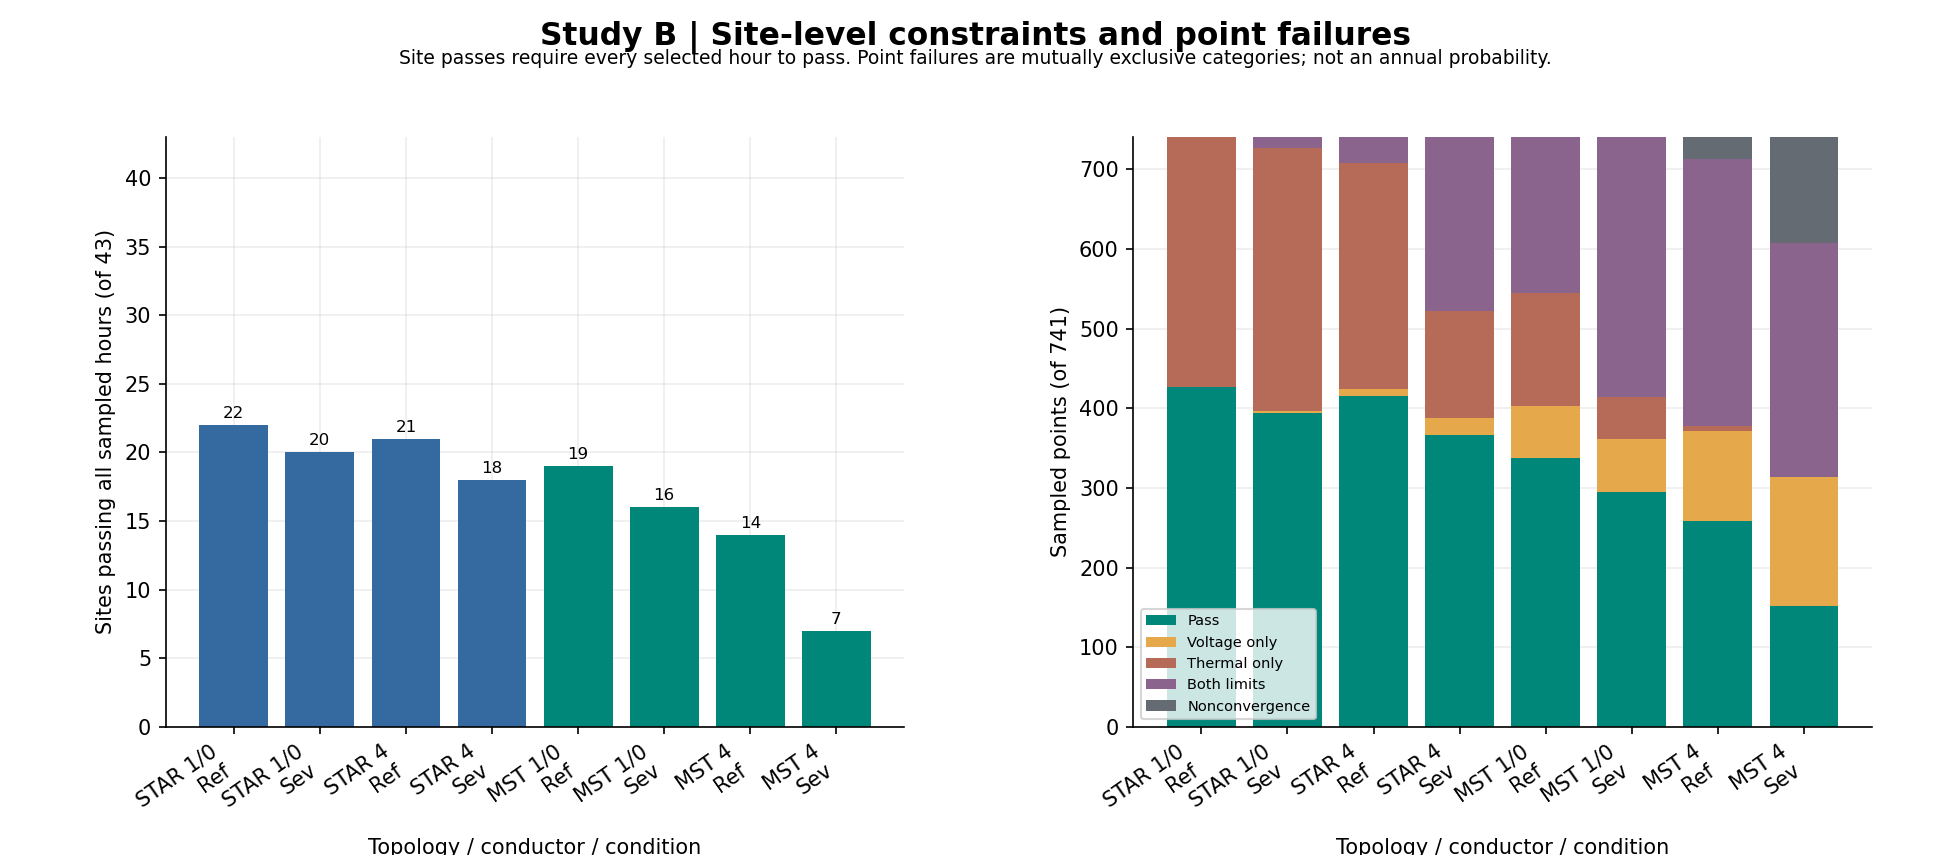 Study B | Site-level constraints and point failures
Site passes require every selected hour to pass. Point failures are mutually exclusive categories; not an annual probability.
Sites passing all sampled hours (of 43)
40
35
30
25
20
15
10
5
0
22
20
21
18
19
16
14
7
STAR 1/0
Ref
STAR 1/0
Sev
STAR 4
Ref
STAR 4
Sev
MST 1/0
Ref
MST 1/0
Sev
MST 4
Ref
MST 4
Sev
Topology / conductor / condition
Sampled points (of 741)
700
600
500
400
300
200
100
0
Pass
Voltage only
Thermal only
Both limits
Nonconvergence
STAR 1/0
Ref
STAR 1/0
Sev
STAR 4
Ref
STAR 4
Sev
MST 1/0
Ref
MST 1/0
Sev
MST 4
Ref
MST 4
Sev
Topology / conductor / condition